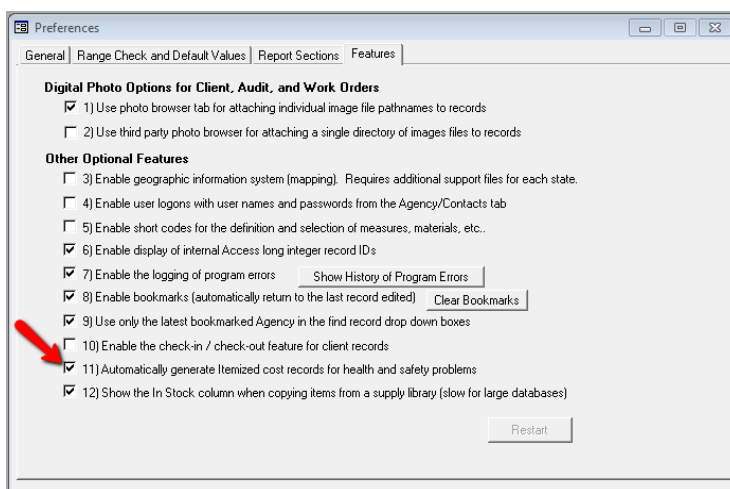 Preferences
General Range Check and Default Values Report Sections Features
Digital Photo Options for Client, Audit, and Work Orders
1) Use photo browser tab for attaching individual image file pathnames to records
2) Use third party photo browser for attaching a single directory of images files to records
Other Optional Features
3) Enable geographic information system (mapping). Requires additional support files for each state.
4) Enable user logons with user names and passwords from the Agency/Contacts tab
5) Enable short codes for the definition and selection of measures, materials, etc..
6) Enable display of internal Access long integer record IDs
7) Enable the logging of program errors Show History of Program Errors
8) Enable bookmarks (automatically return to the last record edited) Clear Bookmarks
9) Use only the latest bookmarked Agency in the find record drop down boxes
10) Enable the check-in / check-out feature for client records
11) Automatically generate Itemized cost records for health and safety problems
12) Show the In Stock column when copying items from a supply library (slow for large databases)
Restart